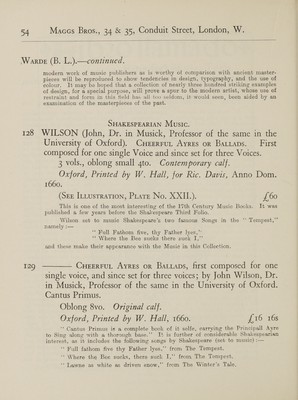 54 Maggs Bros., 34 & 35, Conduit Street, London, W.
Warde (B. L.).—continued.
modern work of music publishers as is worthy of comparison with ancient master-
pieces will be reproduced to show tendencies in design, typography, and the use of
colour. It may be hoped that a collection of nearly three hundred striking examples
of design, for a special purpose, will prove a spur to the modern artist, whose use of
restraint and form in this field has all too seldom, it would seem, been aided by an
examination of the masterpieces of the past.
Shakespearian Music.
128 WILSON (John, Dr. in Musick, Professor of the same in the
University of Oxford). Cheerful Ayres or Ballads. First
composed for one single Voice and since set for three Voices.
3 vols., oblong small 4to. Contemporary calf.
Oxford, Printed by W. Hall, for Ric. Davis, Anno Dom.
1660.
(See Illustration, Plate No. XXII.). £60
This is one of the most interesting of the 17th Century Music Books. It was
published a few years before the Shakespeare Third Folio.
Wilson set to music Shakespeare's two famous Songs in the "Tempest,"
namely:—
"Full Fathom five, thy Father lyes,"
"Where the Bee sucks there suck I,"
and these make their appearance with the Music in this Collection.
129 ——— Cheerful Ayres or Ballads, first composed for one
single voice, and since set for three voices; by John Wilson, Dr.
in Musick, Professor of the same in the University of Oxford.
Cantus Primus.
Oblong 8vo. Original calf.
Oxford, Printed by W. Hall, 1660. £16 16s
"Cantus Primus is a complete book of it selfe, carrying the Principall Ayre
to Sing along with a thorough base." It is further of considerable Shakespearian
interest, as it includes the following songs by Shakespeare (set to music):—
"Full fathom five thy Father lyes," from The Tempest.
"Where the Bee sucks, there suck I," from The Tempest.
"Lawne as white as driven snow," from The Winter's Tale.